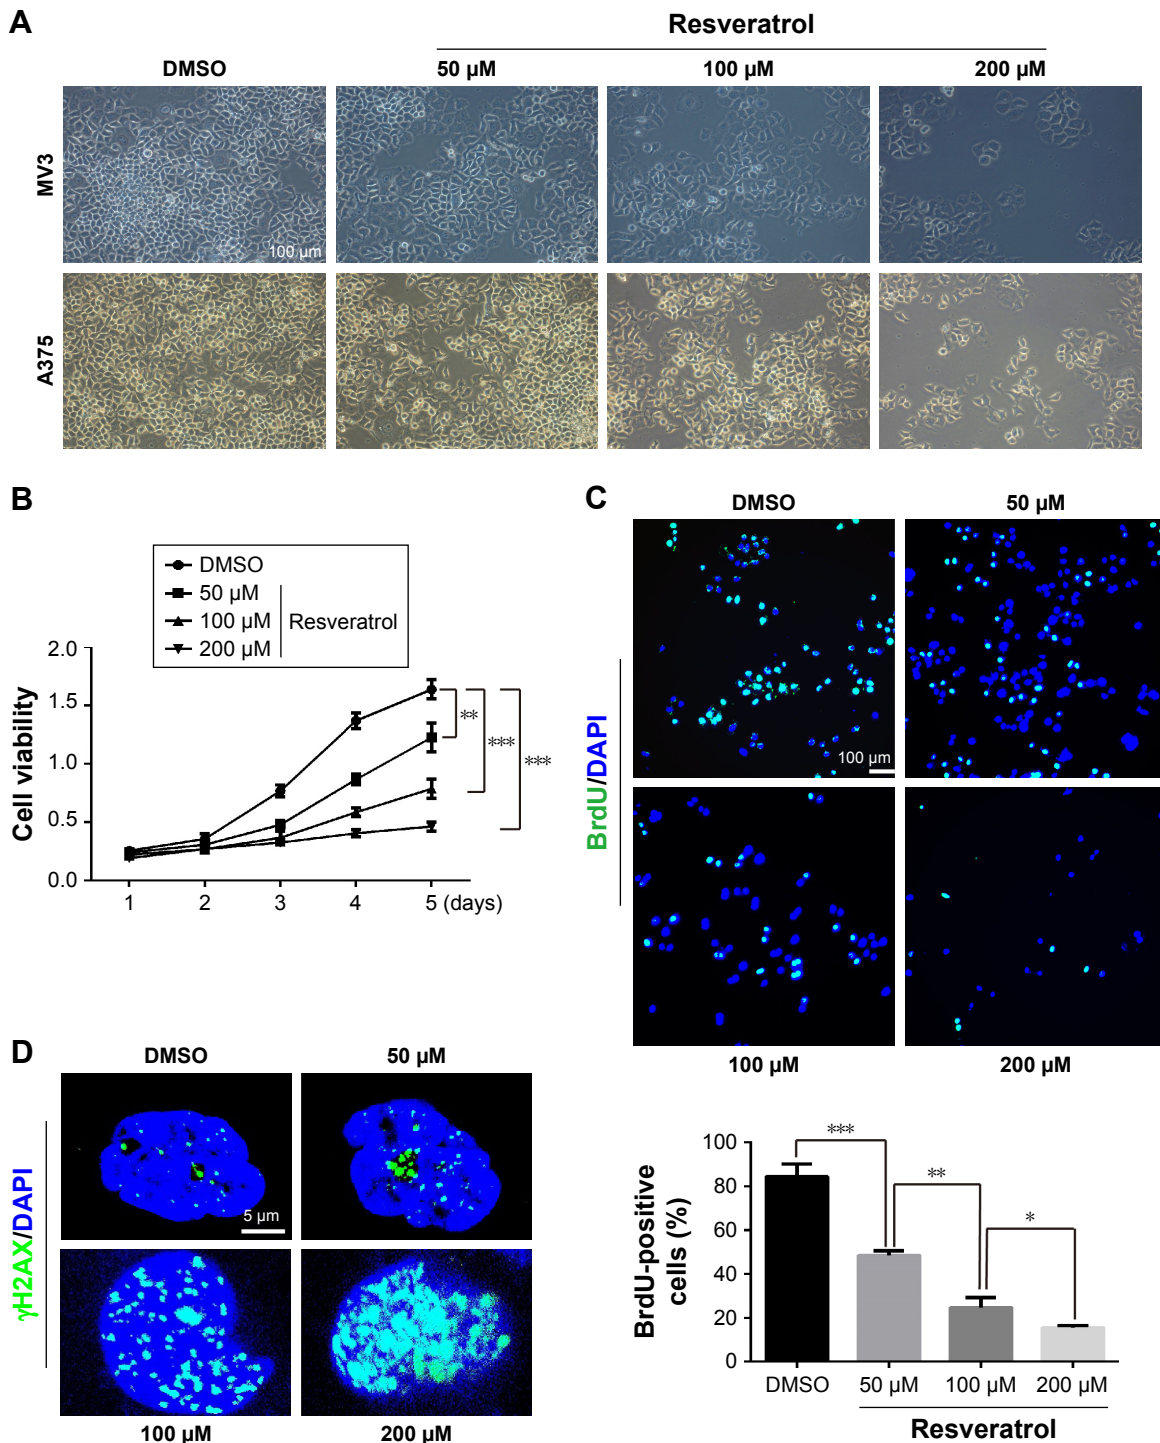 A
Resveratrol
DMSO 50 µM 100 µM 200 µM
MV3
100 µm
A375
B
DMSO
50 µM
100 µM
200 µM
Resveratrol
Cell viability
2.0
1.5
1.0
0.5
0.0
1 2 3 4 5 (days)
**
***
***
C
DMSO 50 µM
BrdU/DAPI
100 µm
100 µM 200 µM
BrdU-positive
cells (%)
100
80
60
40
20
0
***
**
*
DMSO 50 µM 100 µM 200 µM
Resveratrol
D
DMSO 50 µM
γH2AX/DAPI
5 µm
100 µM 200 µM